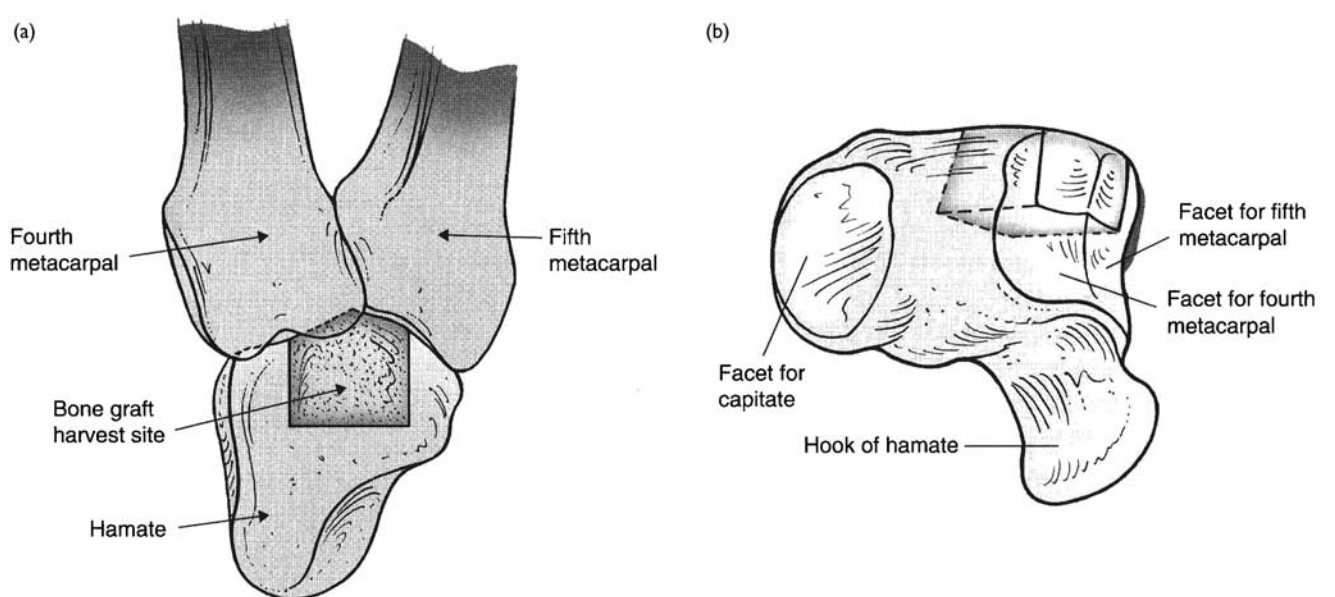 (a)
Fourth
metacarpal
Fifth
metacarpal
Bone graft
harvest site
Hamate
(b)
Facet for fifth
metacarpal
Facet for fourth
metacarpal
Facet for
capitate
Hook of hamate